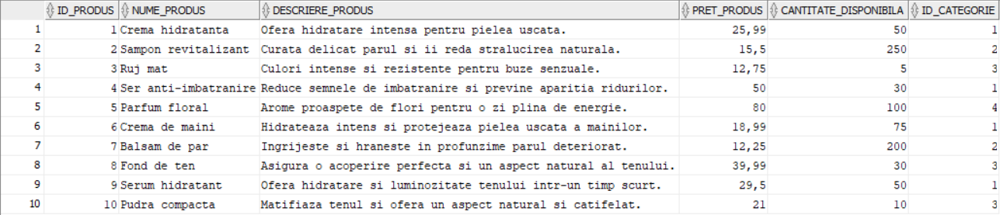 ID_PRODUS NUME_PRODUS DESCRIERE_PRODUS PRET_PRODUS CANTITATE_DISPONIBILA ID_CATEGORIE
1 1 Crema hidratanta Ofera hidratare intensa pentru pielea uscata. 25,99 50 1
2 2 Sampon revitalizant Curata delicat parul si ii reda stralucirea naturala. 15,5 250 2
3 3 Ruj mat Culori intense si rezistente pentru buze senzuale. 12,75 5 3
4 4 Ser anti-imbatranire Reduce semnele de imbatranire si previne aparitia ridurilor. 50 30 1
5 5 Parfum floral Arome proaspete de flori pentru o zi plina de energie. 80 100 4
6 6 Crema de maini Hidrateaza intens si protejeaza pielea uscata a mainilor. 18,99 75 1
7 7 Balsam de par Ingrijeste si hraneste in profunzime parul deteriorat. 12,25 200 2
8 8 Fond de ten Asigura o acoperire perfecta si un aspect natural al tenului. 39,99 30 3
9 9 Serum hidratant Ofera hidratare si luminozitate tenului intr-un timp scurt. 29,5 50 1
10 10 Pudra compacta Matifiaza tenul si ofera un aspect natural si catifelat. 21 10 3